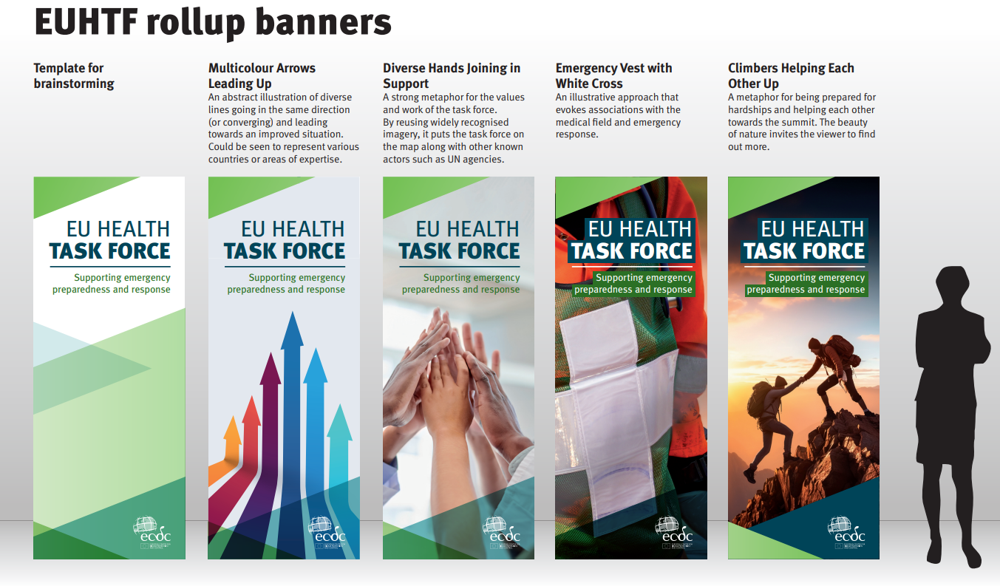 EUHTF rollup banners
Template for
brainstorming
Multicolour Arrows
Leading Up
An abstract illustration of diverse
lines going in the same direction
(or converging) and leading
towards an improved situation.
Could be seen to represent various
countries or areas of expertise.
Diverse Hands Joining in
Support
A strong metaphor for the values
and work of the task force.
By reusing widely recognised
imagery, it puts the task force on
the map along with other known
actors such as UN agencies.
Emergency Vest with
White Cross
An illustrative approach that
evokes associations with the
medical field and emergency
response.
Climbers Helping Each
Other Up
A metaphor for being prepared for
hardships and helping each other
towards the summit. The beauty
of nature invites the viewer to find
out more.
EU HEALTH
TASK FORCE
Supporting emergency
preparedness and response
ecdc
EU HEALTH
TASK FORCE
Supporting emergency
preparedness and response
ecdc
EU HEALTH
TASK FORCE
Supporting emergency
preparedness and response
ecdc
EU HEALTH
TASK FORCE
Supporting emergency
preparedness and response
ecdc
EU HEALTH
TASK FORCE
Supporting emergency
preparedness and response
ecdc